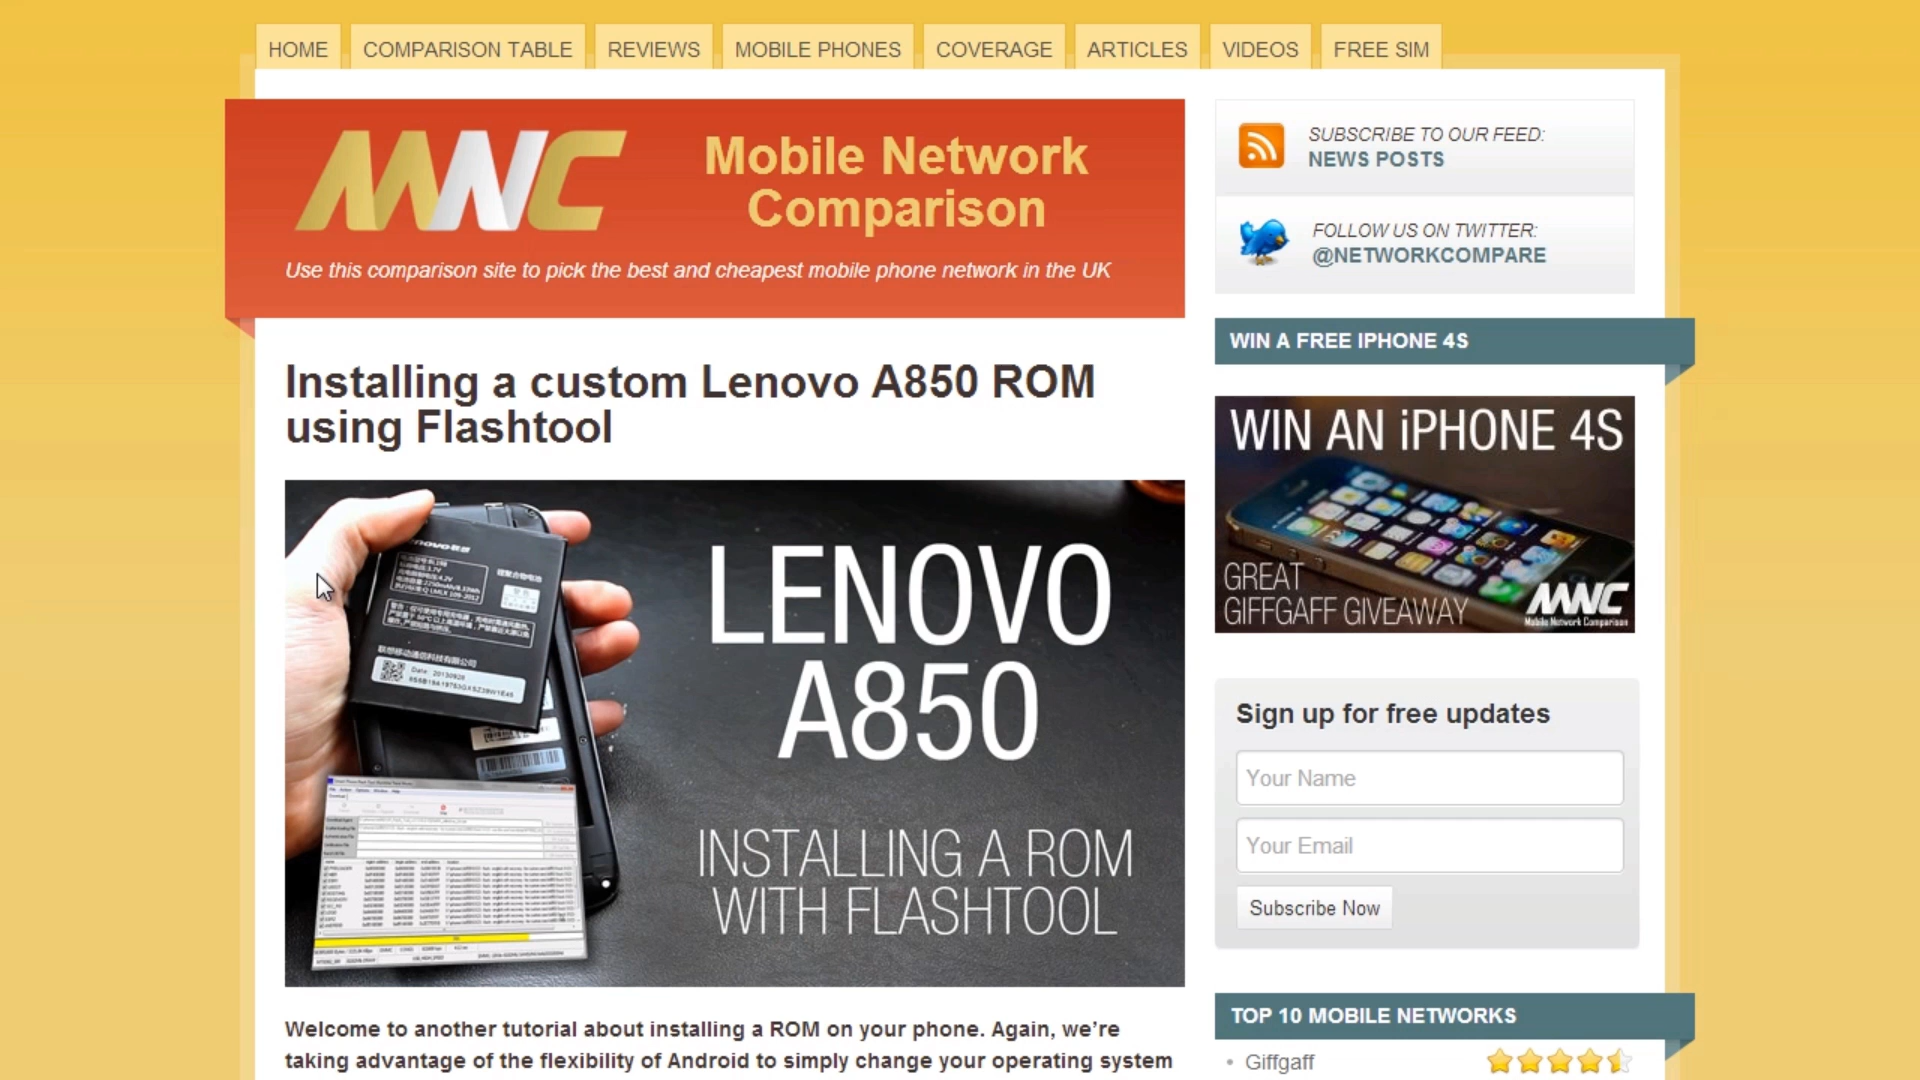 HOME COMPARISON TABLE REVIEWS MOBILE PHONES COVERAGE ARTICLES VIDEOS FREE SIM
MNC
Mobile Network
Comparison
Use this comparison site to pick the best and cheapest mobile phone network in the UK
SUBSCRIBE TO OUR FEED:
NEWS POSTS
FOLLOW US ON TWITTER:
@NETWORKCOMPARE
Installing a custom Lenovo A850 ROM
using Flashtool
LENOVO
A850
INSTALLING A ROM
WITH FLASHTOOL
Welcome to another tutorial about installing a ROM on your phone. Again, we’re
taking advantage of the flexibility of Android to simply change your operating system
WIN A FREE IPHONE 4S
WIN AN iPHONE 4S
GREAT
GIFFGAFF GIVEAWAY
MNC
Mobile Network Comparison
Sign up for free updates
Your Name
Your Email
Subscribe Now
TOP 10 MOBILE NETWORKS
• Giffgaff